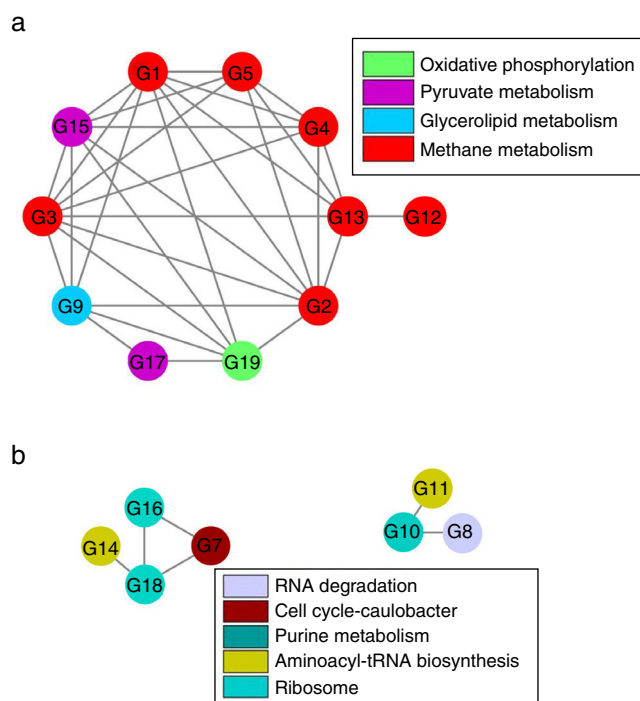 a
G1
G5
G15
G4
G3
G13
G12
G9
G2
G17
G19
Oxidative phosphorylation
Pyruvate metabolism
Glycerolipid metabolism
Methane metabolism
b
G16
G14
G7
G18
G11
G10
G8
RNA degradation
Cell cycle-caulobacter
Purine metabolism
Aminoacyl-tRNA biosynthesis
Ribosome